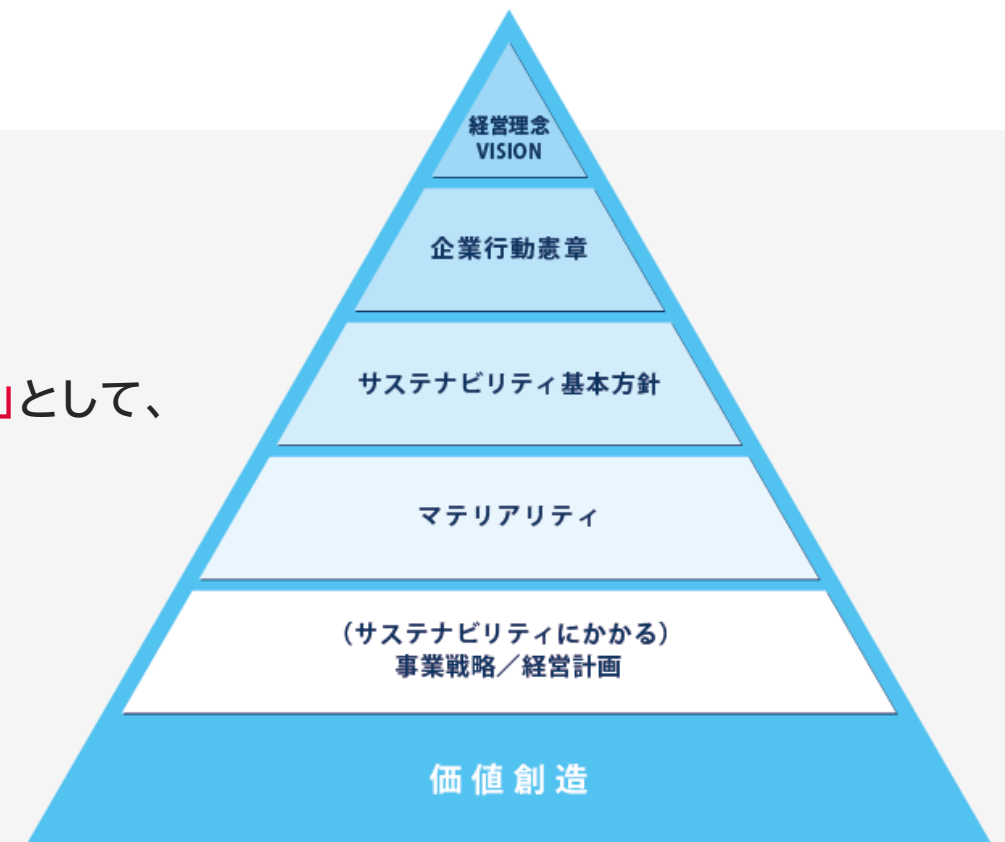 経営理念
VISION
企業行動憲章
サステナビリティ基本方針
」として、
マテリアリティ
（サステナビリティにかかる）
事業戦略／経営計画
価値創造